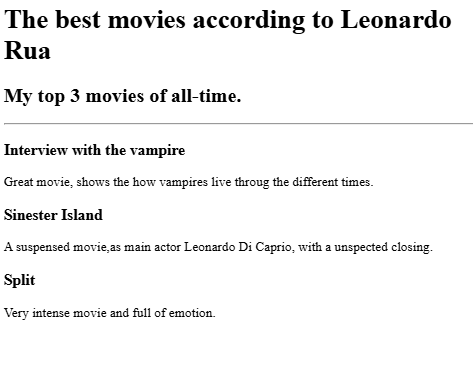 The best movies according to Leonardo
Rua
My top 3 movies of all-time.
Interview with the vampire
Great movie, shows the how vampires live throug the different times.
Sinester Island
A suspensed movie,as main actor Leonardo Di Caprio, with a unspected closing.
Split
Very intense movie and full of emotion.